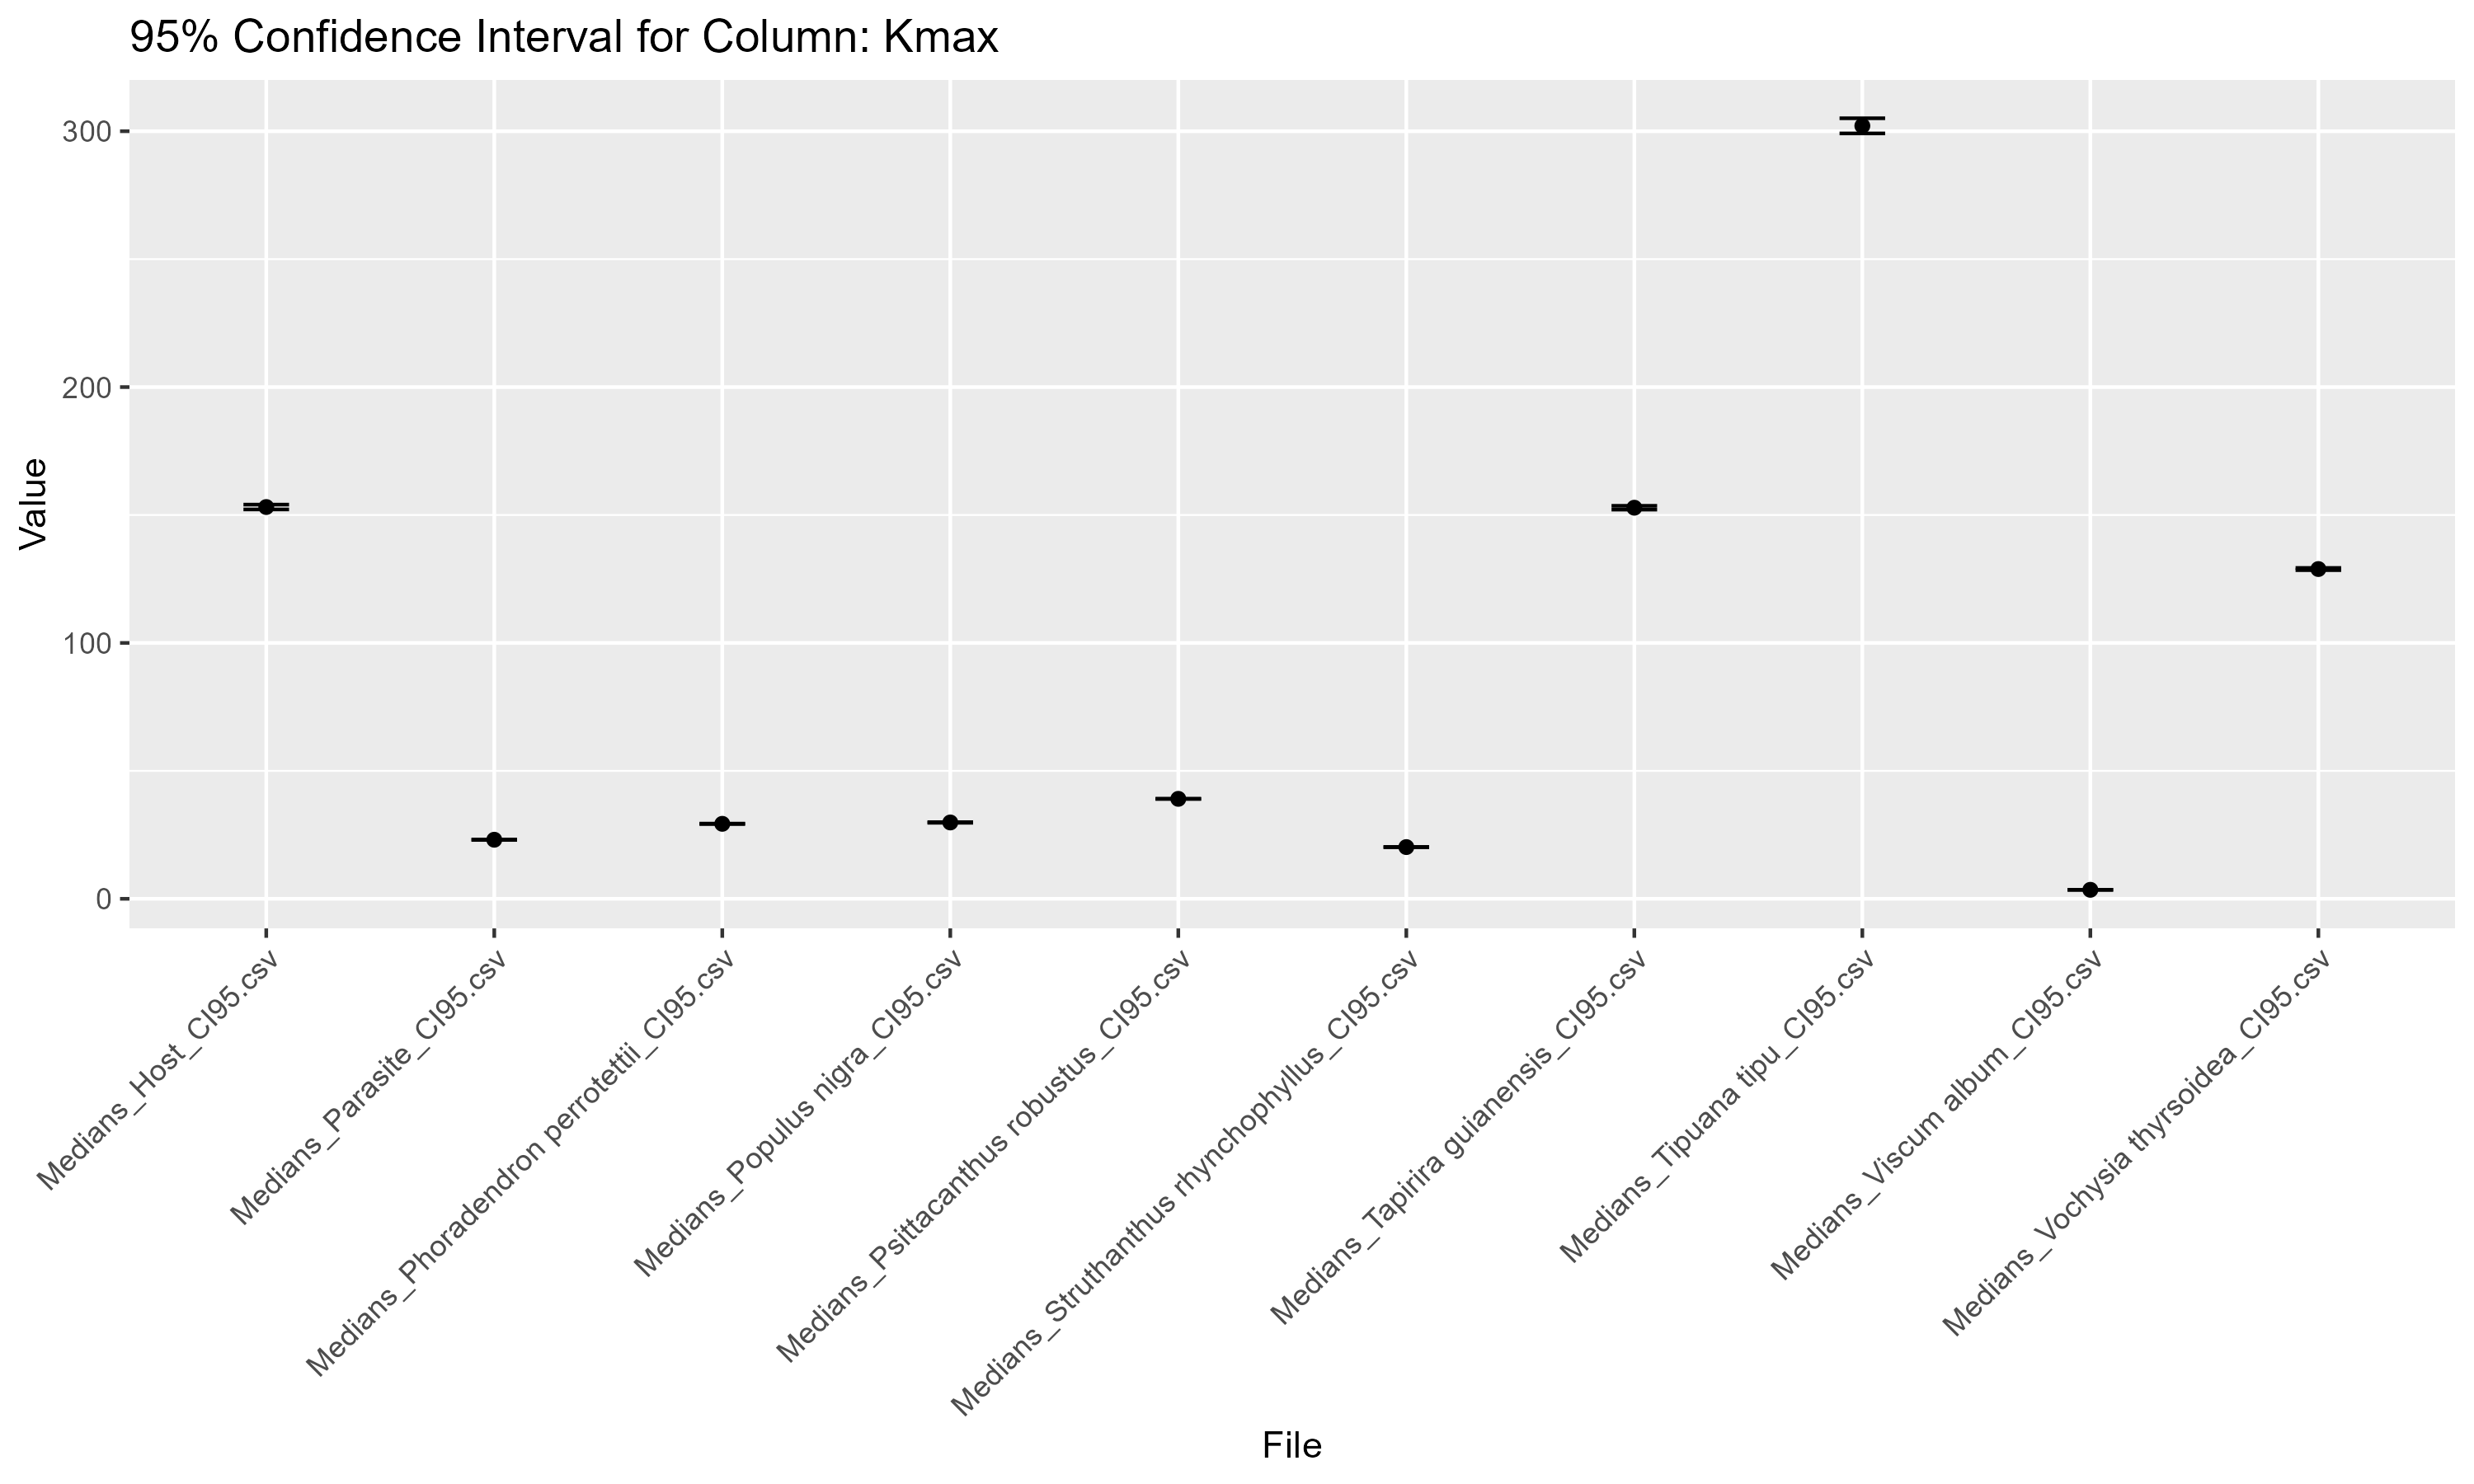 95% Confidence Interval for Column: Kmax
Value
300
200
100
0
Medians_Host_CI95.csv
Medians_Parasite_CI95.csv
Medians_Phoradendron perrotettii_CI95.csv
Medians_Populus nigra_CI95.csv
Medians_Psittacanthus robustus_CI95.csv
Medians_Struthanthus rhynchophyllus_CI95.csv
Medians_Tapirira guianensis_CI95.csv
Medians_Tipuana tipu_CI95.csv
Medians_Viscum album_CI95.csv
Medians_Vochysia thyrsoidea_CI95.csv
File